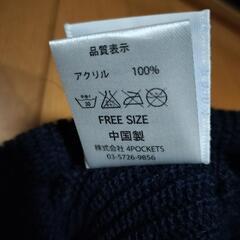 品質表示
アクリル 100%
FREE SIZE
中国製
株式会社 4POCKETS
03-5726-9856